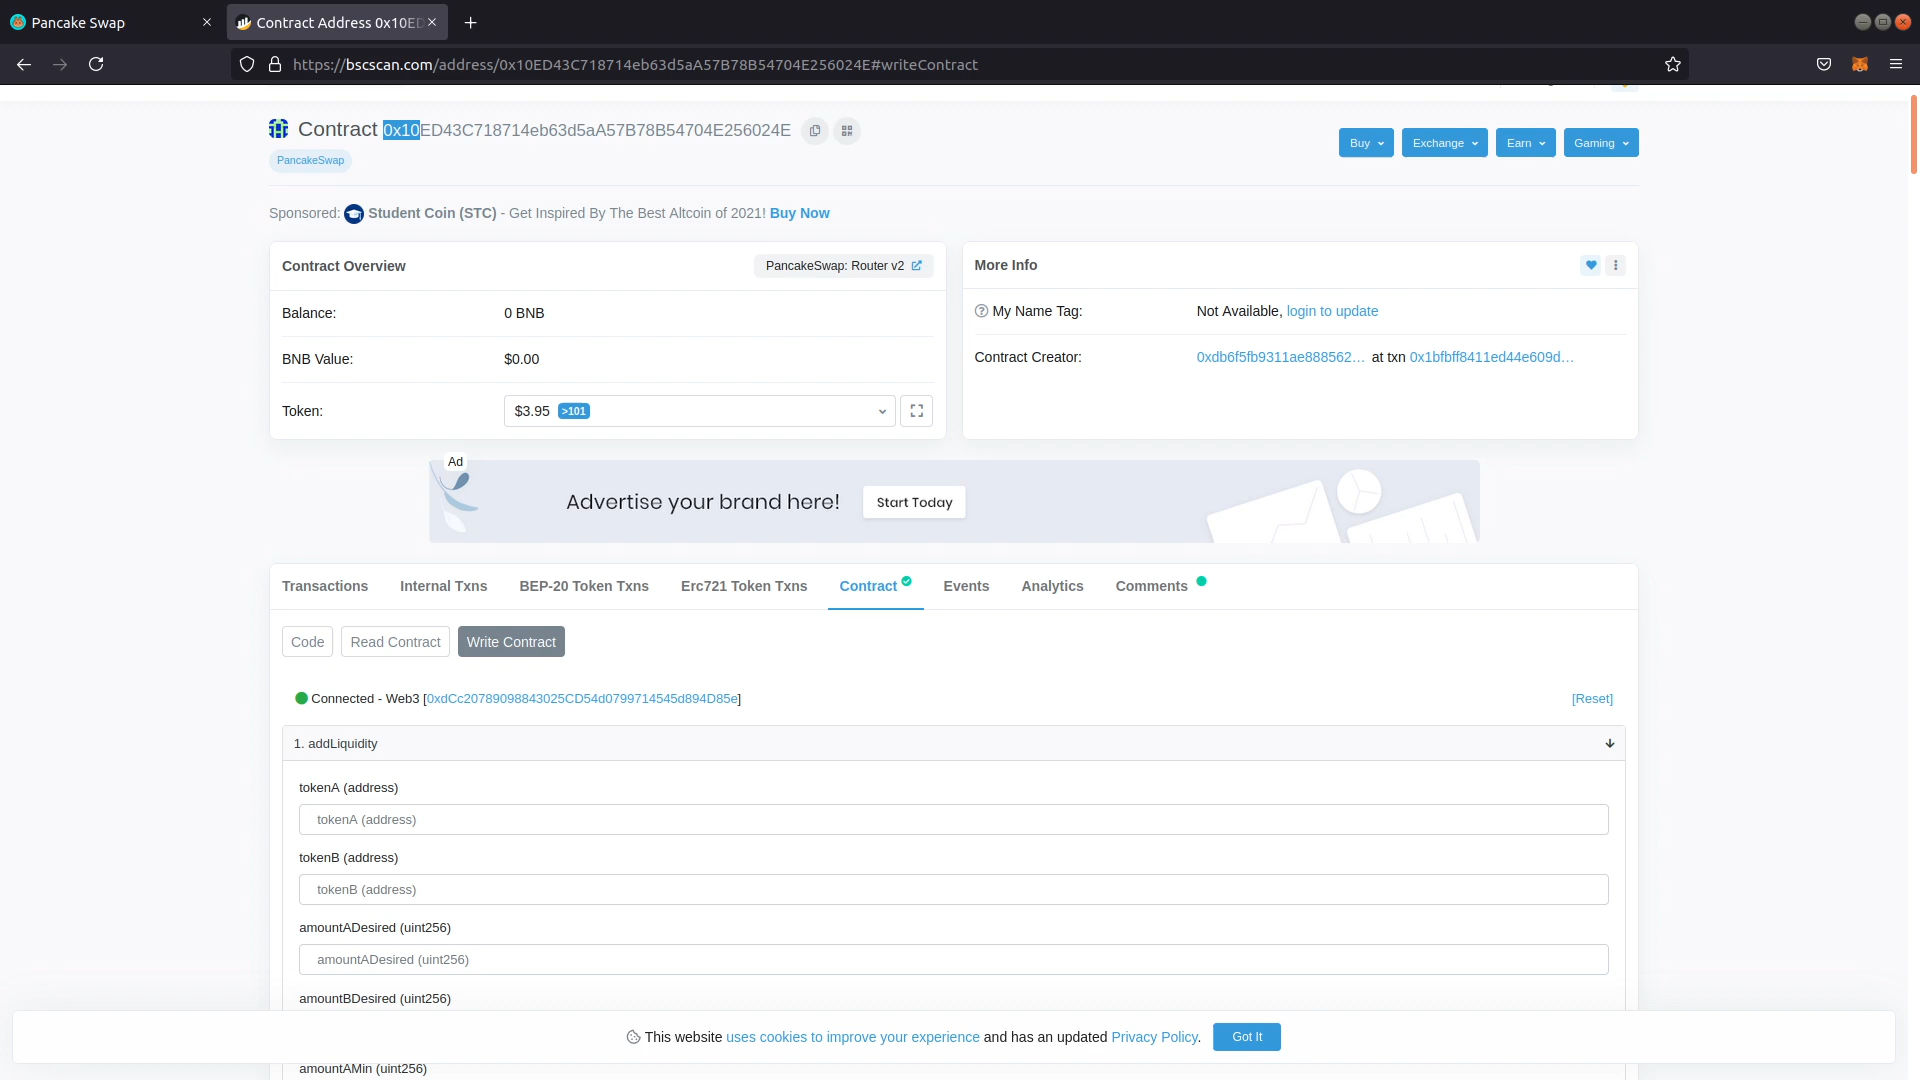 Pancake Swap
Contract Address 0x10ED
https://bscscan.com/address/0x10ED43C718714eb63d5aA57B78B54704E256024E#writeContract
Contract 0x10ED43C718714eb63d5aA57B78B54704E256024E
PancakeSwap
Buy
Exchange
Earn
Gaming
Sponsored: Student Coin (STC) - Get Inspired By The Best Altcoin of 2021! Buy Now
Contract Overview
PancakeSwap: Router v2
Balance:
0 BNB
BNB Value:
$0.00
Token:
$3.95 >101
More Info
My Name Tag:
Not Available, login to update
Contract Creator:
0xdb6f5fb9311ae888562... at txn 0x1bfbff8411ed44e609d...
Ad
Advertise your brand here!
Start Today
Transactions
Internal Txns
BEP-20 Token Txns
Erc721 Token Txns
Contract
Events
Analytics
Comments
Code
Read Contract
Write Contract
Connected - Web3 [0xdCc20789098843025CD54d0799714545d894D85e]
[Reset]
1. addLiquidity
tokenA (address)
tokenA (address)
tokenB (address)
tokenB (address)
amountADesired (uint256)
amountADesired (uint256)
amountBDesired (uint256)
This website uses cookies to improve your experience and has an updated Privacy Policy.
Got It
amountAMin (uint256)